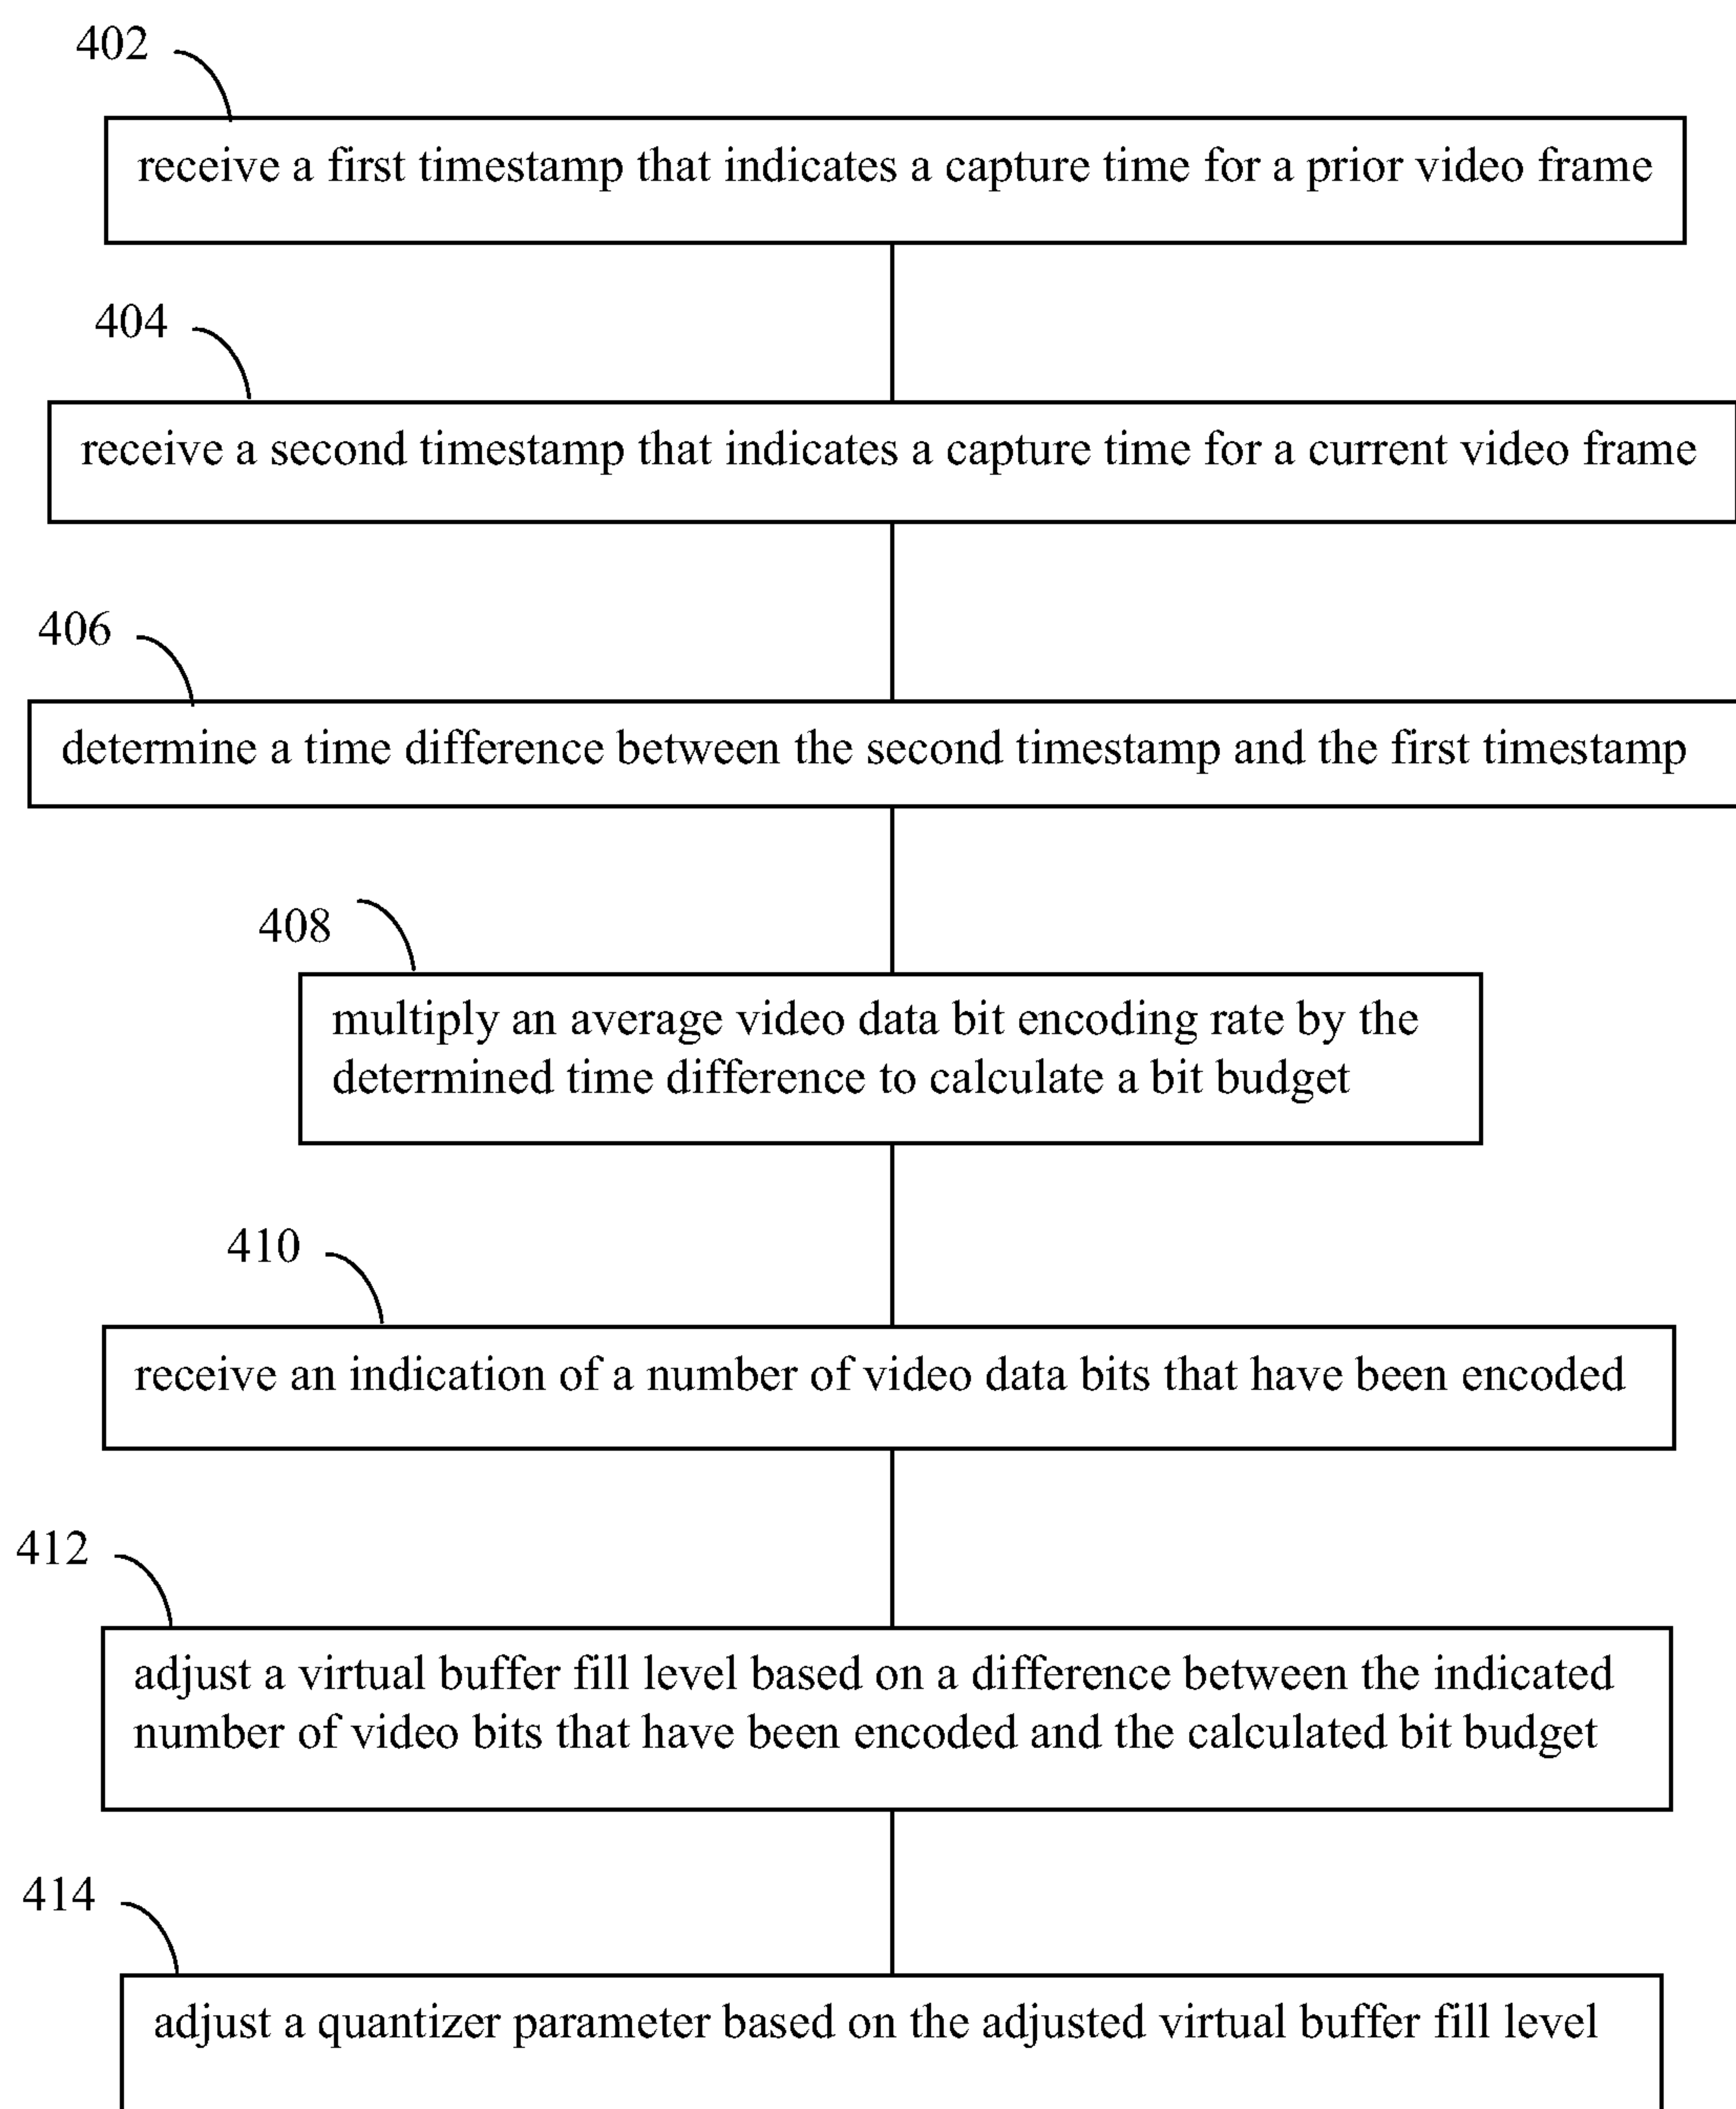 402
receive a first timestamp that indicates a capture time for a prior video frame
404
receive a second timestamp that indicates a capture time for a current video frame
406
determine a time difference between the second timestamp and the first timestamp
408
multiply an average video data bit encoding rate by the
determined time difference to calculate a bit budget
410
receive an indication of a number of video data bits that have been encoded
412
adjust a virtual buffer fill level based on a difference between the indicated
number of video bits that have been encoded and the calculated bit budget
414
adjust a quantizer parameter based on the adjusted virtual buffer fill level